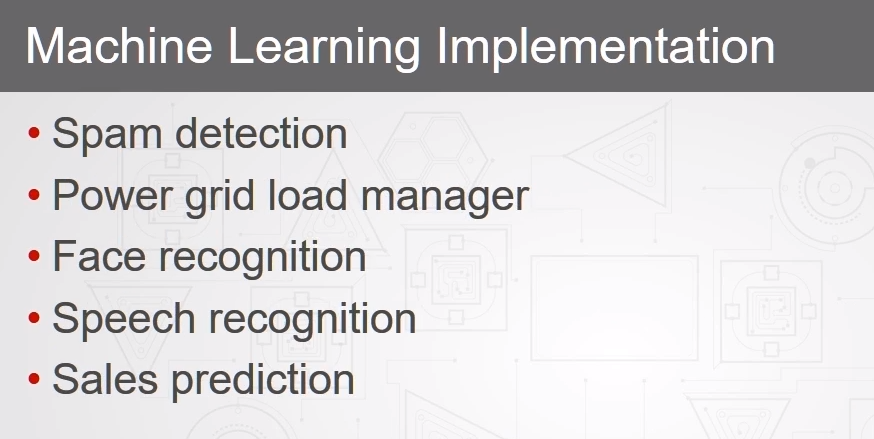 Machine Learning Implementation
• Spam detection
• Power grid load manager
• Face recognition
• Speech recognition
• Sales prediction